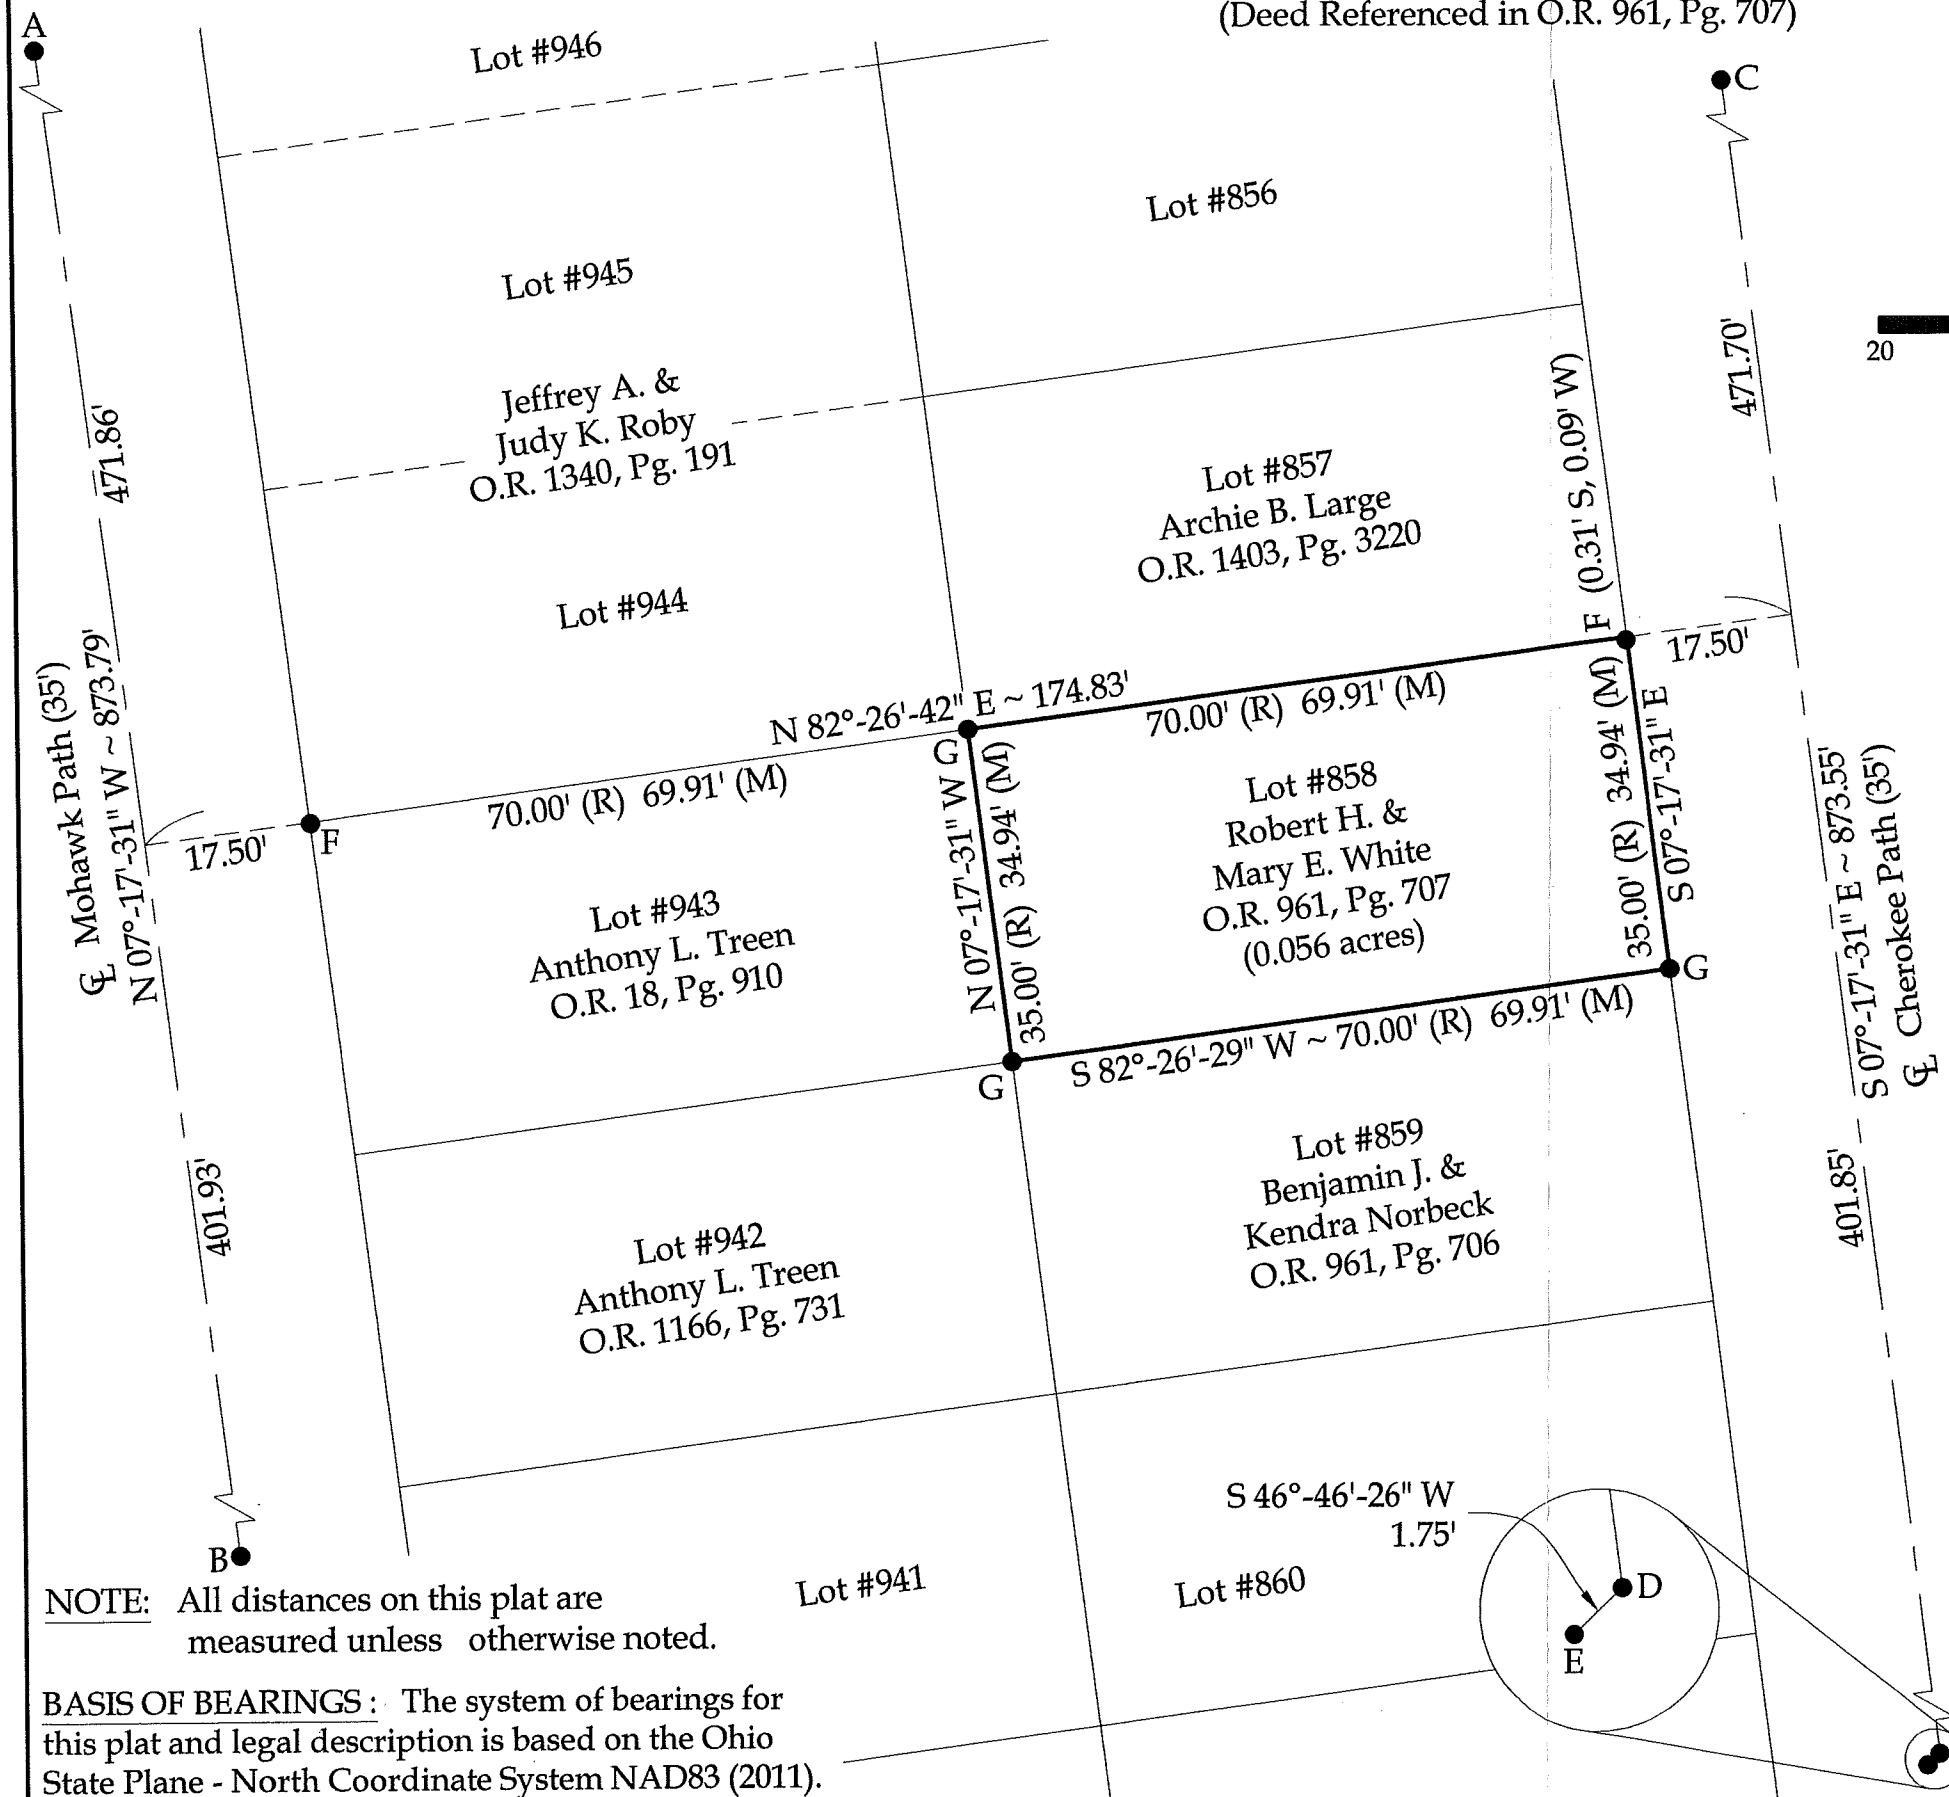 (Deed Referenced in O.R. 961, Pg. 707)
A
Lot #946
C
Lot #856
Lot #945
20
471.70'
Jeffrey A. &
Judy K. Roby
O.R. 1340, Pg. 191
471.86'
(0.31' S, 0.09' W)
F
Lot #857
Archie B. Large
O.R. 1403, Pg. 3220
Lot #944
17.50'
N 82°-26'-42" E ~ 174.83'
70.00' (R) 69.91' (M)
G
70.00' (R) 69.91' (M)
F
17.50'
℄ Mohawk Path (35')
N 07°-17'-31" W ~ 873.79'
N 07°-17'-31" W
35.00' (R) 34.94' (M)
Lot #858
Robert H. &
Mary E. White
O.R. 961, Pg. 707
(0.056 acres)
35.00' (R) 34.94' (M)
S 07°-17'-31" E
S 07°-17'-31" E ~ 873.55'
℄ Cherokee Path (35')
Lot #943
Anthony L. Treen
O.R. 18, Pg. 910
G
S 82°-26'-29" W ~ 70.00' (R) 69.91' (M)
G
401.93'
401.85'
Lot #859
Benjamin J. &
Kendra Norbeck
O.R. 961, Pg. 706
Lot #942
Anthony L. Treen
O.R. 1166, Pg. 731
S 46°-46'-26" W
1.75'
B
D
E
Lot #941
Lot #860
NOTE: All distances on this plat are
measured unless otherwise noted.
BASIS OF BEARINGS : The system of bearings for
this plat and legal description is based on the Ohio
State Plane - North Coordinate System NAD83 (2011).